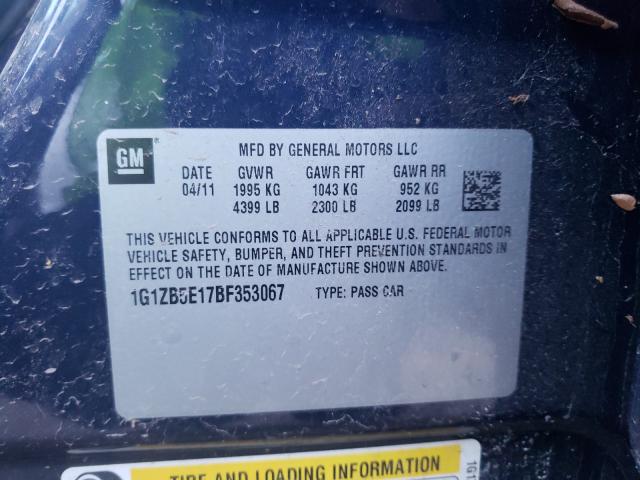 GM
MFD BY GENERAL MOTORS LLC
DATE GVWR GAWR FRT GAWR RR
04/11 1995 KG 1043 KG 952 KG
4399 LB 2300 LB 2099 LB
THIS VEHICLE CONFORMS TO ALL APPLICABLE U.S. FEDERAL MOTOR
VEHICLE SAFETY, BUMPER, AND THEFT PREVENTION STANDARDS IN
EFFECT ON THE DATE OF MANUFACTURE SHOWN ABOVE.
1G1ZB5E17BF353067 TYPE: PASS CAR
TIRE AND LOADING INFORMATION